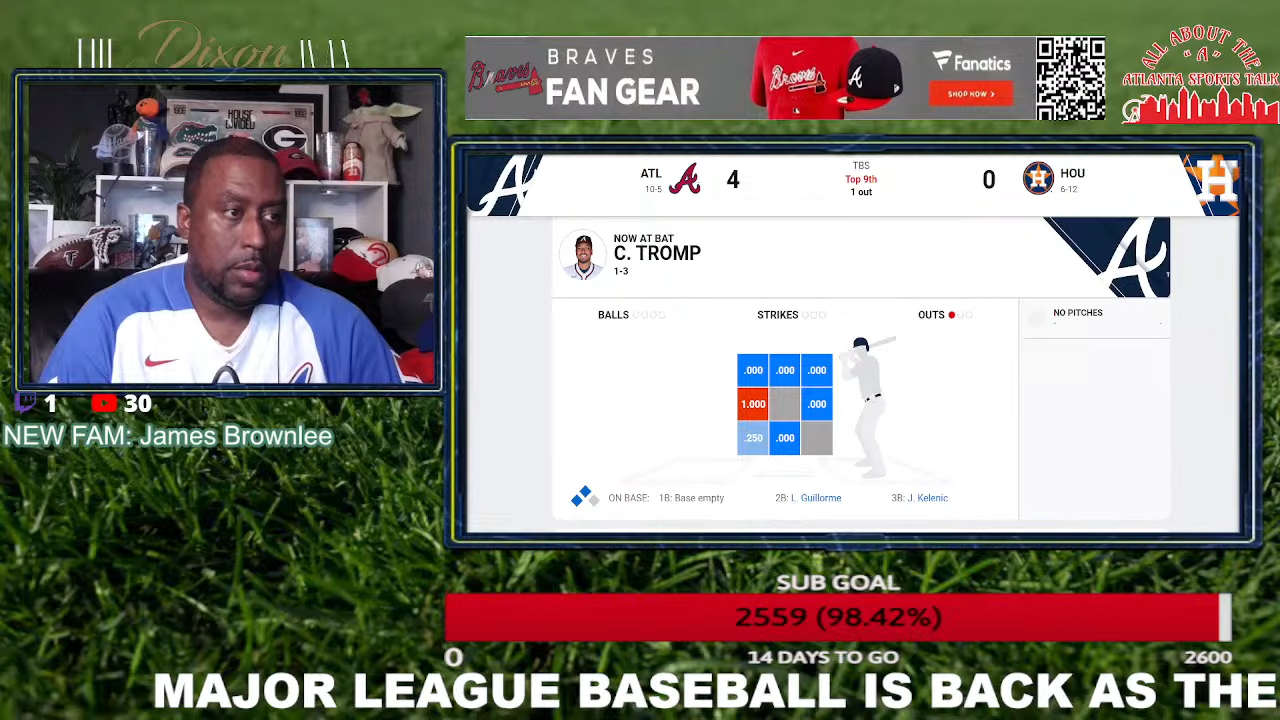 Dixon
BRAVES
FAN GEAR
Braves
Braves
Fanatics
SHOP NOW >
ALL ABOUT THE
"A"
ATLANTA SPORTS TALK
HOUSE
DIVIDED
ATL
10-5
4
TBS
Top 9th
1 out
0
HOU
6-12
NOW AT BAT
C. TROMP
1-3
BALLS
STRIKES
OUTS
NO PITCHES
-
-
.000 .000 .000
1.000 .000
.250 .000
ON BASE: 1B: Base empty 2B: L. Guillorme 3B: J. Kelenic
1 30
NEW FAM: James Brownlee
SUB GOAL
2559 (98.42%)
0 14 DAYS TO GO 2600
MAJOR LEAGUE BASEBALL IS BACK AS THE